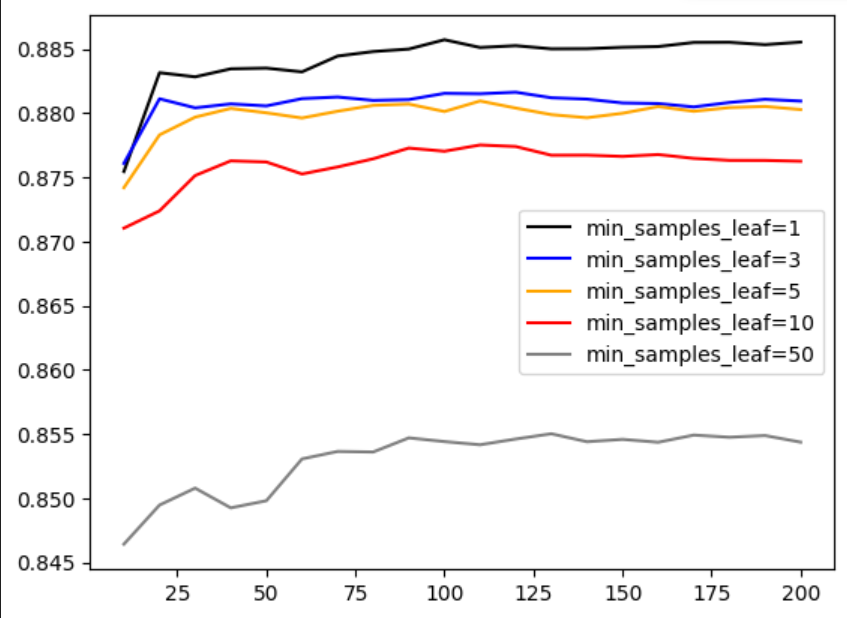 0.885
0.880
0.875
0.870
0.865
0.860
0.855
0.850
0.845
min_samples_leaf=1
min_samples_leaf=3
min_samples_leaf=5
min_samples_leaf=10
min_samples_leaf=50
25 50 75 100 125 150 175 200